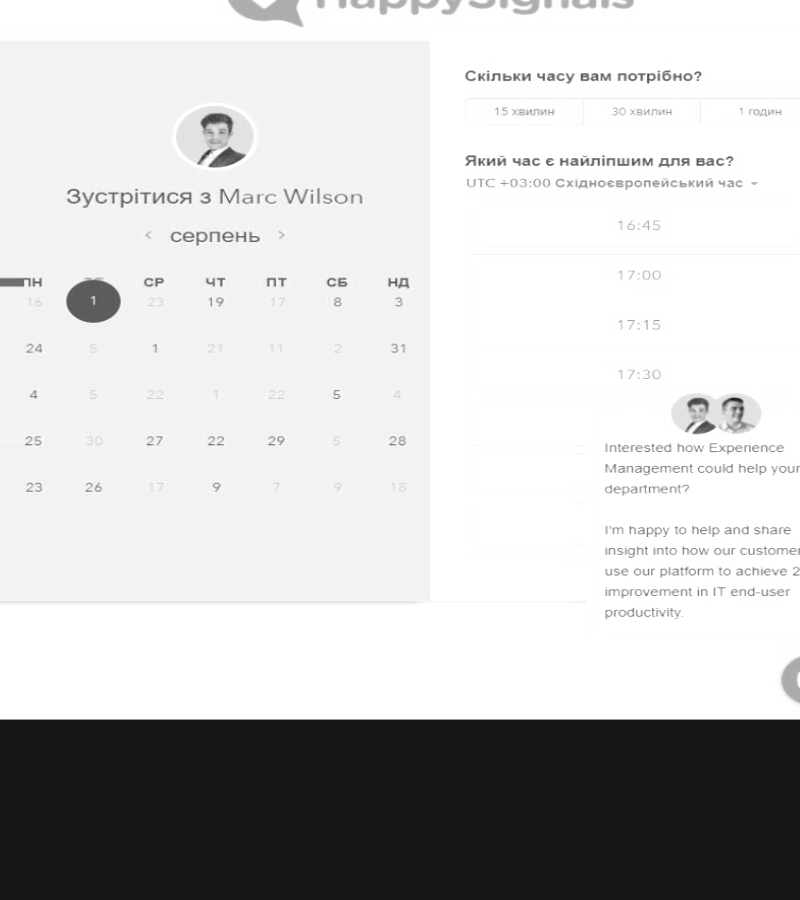 HappySignals
Зустрітися з Marc Wilson
< серпень >
ПН СР ЧТ ПТ СБ НД
16 1 23 19 17 8 3
24 5 1 21 11 2 31
4 5 22 1 22 5 4
25 30 27 22 29 5 28
23 26 17 9 7 9 18
Скільки часу вам потрібно?
15 хвилин 30 хвилин 1 годин
Який час є найліпшим для вас?
UTC +03:00 Східноєвропейський час
16:45
17:00
17:15
17:30
Interested how Experience
Management could help your
department?
I'm happy to help and share
insight into how our customer
use our platform to achieve 2
improvement in IT end-user
productivity.